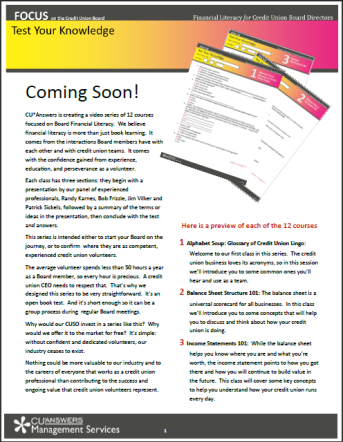 FOCUS on the Credit Union Board
Financial Literacy for Credit Union Board Directors
Test Your Knowledge
3
2
Coming Soon!
CU*Answers is creating a video series of 12 courses
focused on Board Financial Literacy. We believe
financial literacy is more than just book learning. It
comes from the interactions Board members have with
each other and with credit union teams. It comes
with the confidence gained from experience,
education, and perseverance as a volunteer.
Each class has three sections: they begin with a
presentation by our panel of experienced
professionals, Randy Karnes, Bob Frizzle, Jim Vilker and
Patrick Sickels, followed by a summary of the terms or
ideas in the presentation, then conclude with the test
and answers.
This series is intended either to start your Board on the
journey, or to confirm where they are as competent,
experienced credit union volunteers.
The average volunteer spends less than 50 hours a year
as a Board member, so every hour is precious. A credit
union CEO needs to respect that. That's why we
designed this series to be very straightforward. It's an
open book test. And it's short enough so it can be a
group process during regular Board meetings.
Why would our CUSO invest in a series like this? Why
would we offer it to the market for free? It's simple:
without confident and dedicated volunteers, our
industry ceases to exist.
Nothing could be more valuable to our industry and to
the careers of everyone that works as a credit union
professional than contributing to the success and
ongoing value that credit union volunteers represent.
Here is a preview of each of the 12 courses
1 Alphabet Soup: Glossary of Credit Union Lingo:
Welcome to our first class in this series. The credit
union business loves its acronyms, so in this session
we'll introduce you to some common ones you'll
hear and use as a team.
2 Balance Sheet Structure 101: The balance sheet is a
universal scorecard for all businesses. In this class
we'll introduce you to some concepts that will help
you to discuss and think about how your credit
union is doing.
3 Income Statements 101: While the balance sheet
helps you know where you are and what you're
worth, the income statement points to how you got
there and how you will continue to build value in
the future. This class will cover some key concepts
to help you understand how your credit union runs
every day.
CU*ANSWERS
Management Services
1